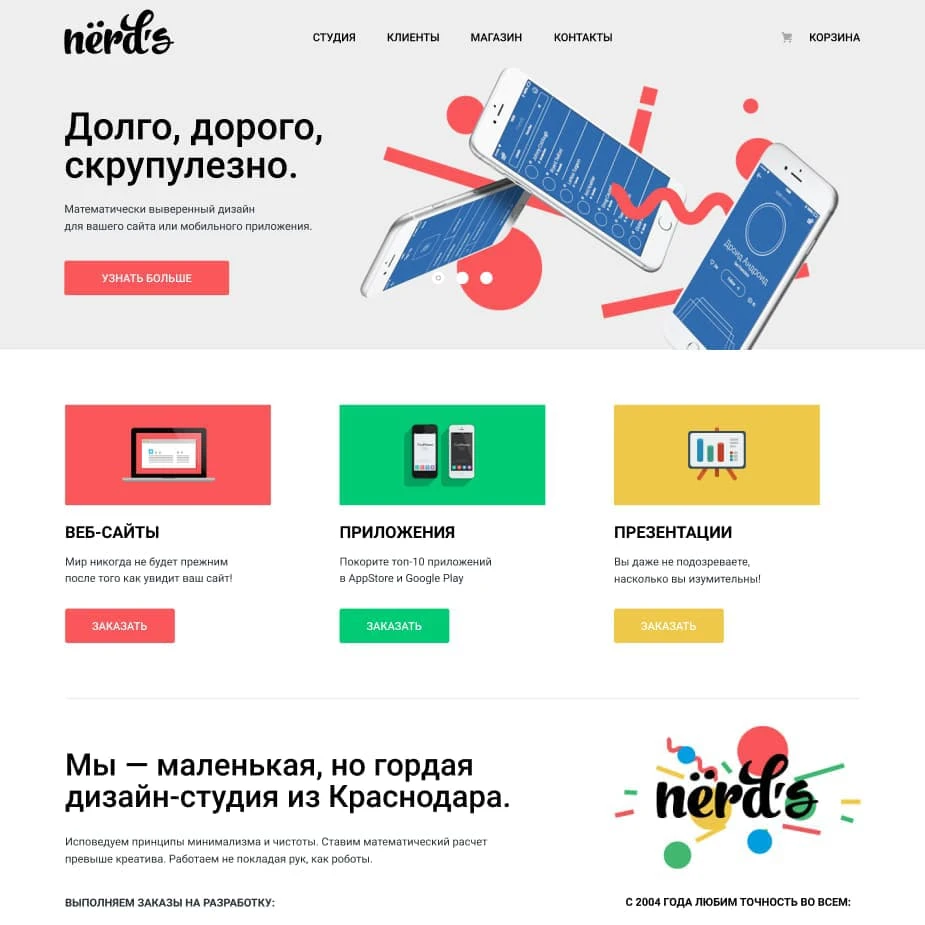 nërd's
СТУДИЯ
КЛИЕНТЫ
МАГАЗИН
КОНТАКТЫ
КОРЗИНА
Долго, дорого,
скрупулезно.
Математически выверенный дизайн
для вашего сайта или мобильного приложения.
УЗНАТЬ БОЛЬШЕ
Дроид Андроид
ВЕБ-САЙТЫ
Мир никогда не будет прежним
после того как увидит ваш сайт!
ЗАКАЗАТЬ
ПРИЛОЖЕНИЯ
Покорите топ-10 приложений
в AppStore и Google Play
ЗАКАЗАТЬ
ПРЕЗЕНТАЦИИ
Вы даже не подозреваете,
насколько вы изумительны!
ЗАКАЗАТЬ
Мы — маленькая, но гордая
дизайн-студия из Краснодара.
Исповедуем принципы минимализма и чистоты. Ставим математический расчет
превыше креатива. Работаем не покладая рук, как роботы.
ВЫПОЛНЯЕМ ЗАКАЗЫ НА РАЗРАБОТКУ:
nërd's
С 2004 ГОДА ЛЮБИМ ТОЧНОСТЬ ВО ВСЕМ: